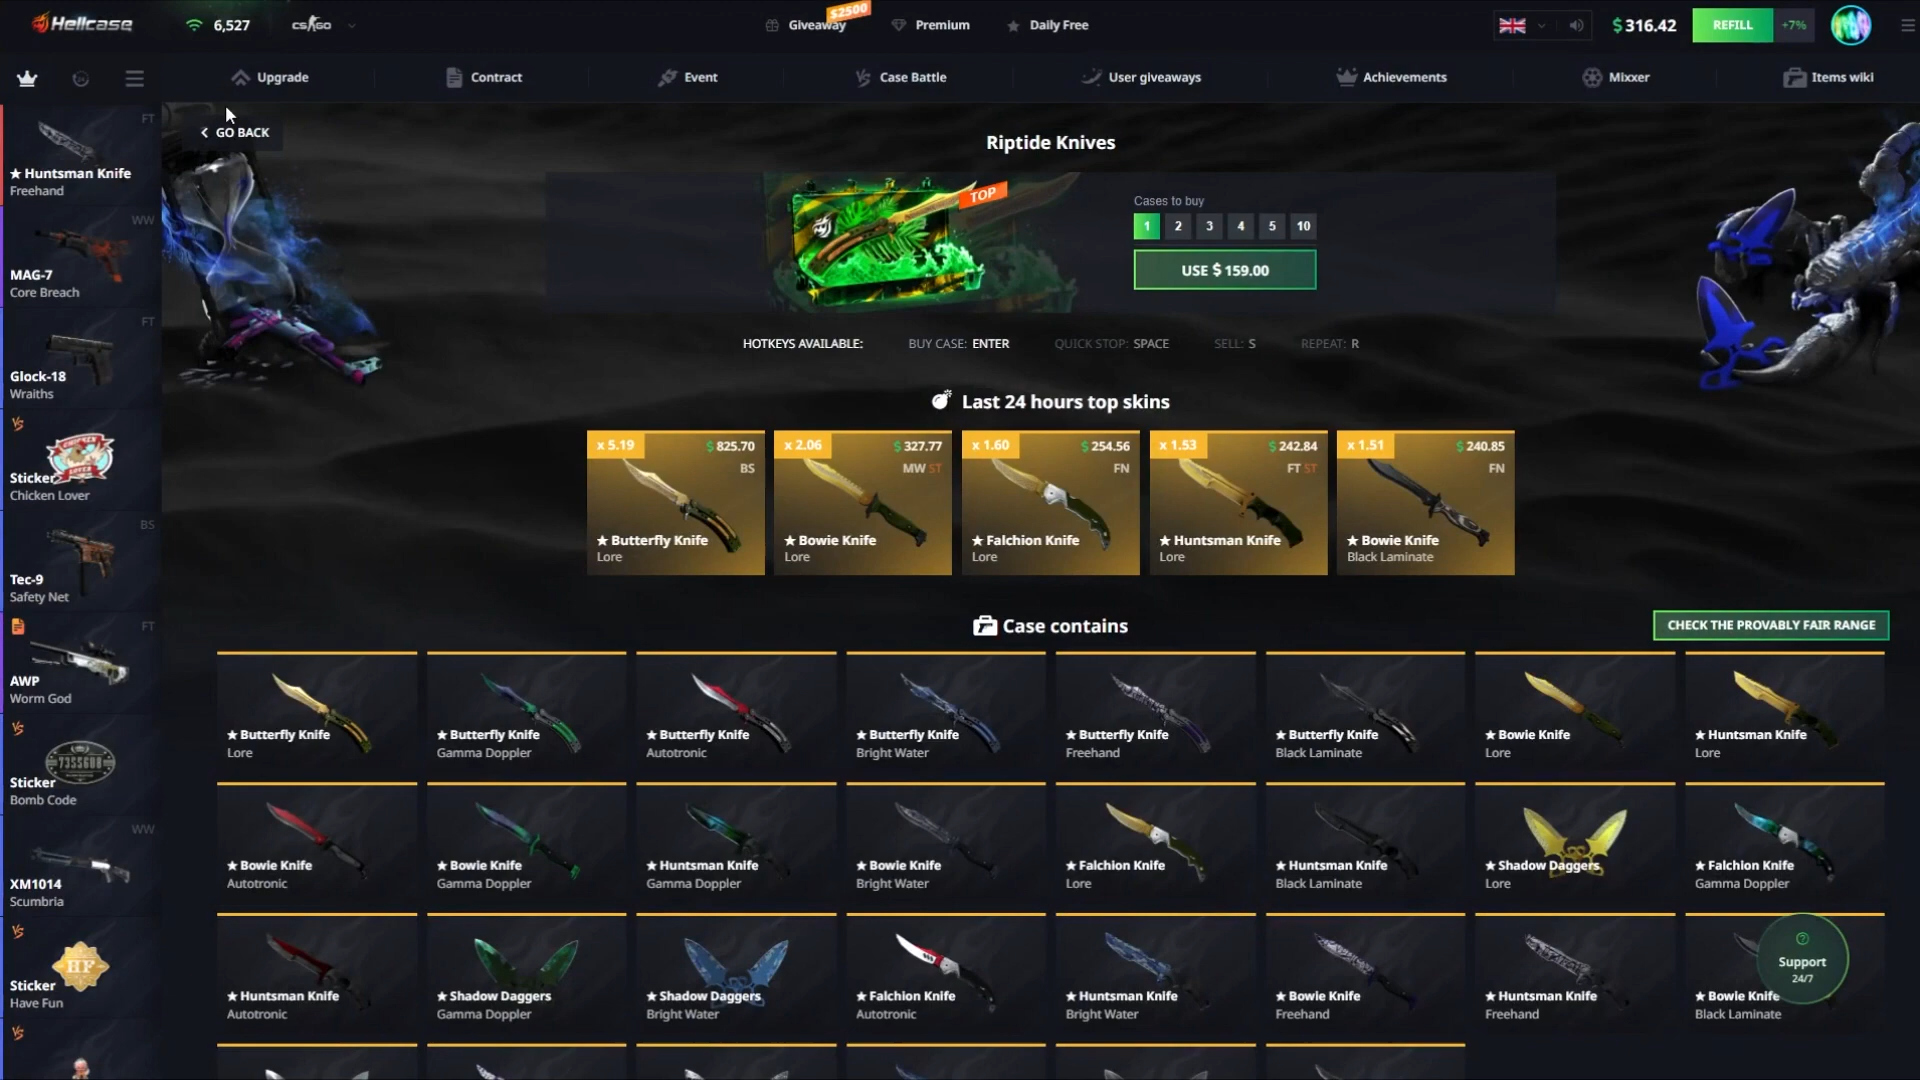 Hellcase
6,527
CS:GO
Giveaway
$2500
Premium
Daily Free
$ 316.42
REFILL
+7%
Upgrade
Contract
Event
Case Battle
User giveaways
Achievements
Mixxer
Items wiki
GO BACK
FT
★ Huntsman Knife
Freehand
WW
MAG-7
Core Breach
FT
Glock-18
Wraiths
VS
CHICKEN
LOVER
Sticker
Chicken Lover
BS
Tec-9
Safety Net
FT
AWP
Worm God
VS
7355608
Sticker
Bomb Code
WW
XM1014
Scumbria
VS
HF
Sticker
Have Fun
VS
Riptide Knives
TOP
Cases to buy
1
2
3
4
5
10
USE $ 159.00
HOTKEYS AVAILABLE:
BUY CASE: ENTER
QUICK STOP: SPACE
SELL: S
REPEAT: R
Last 24 hours top skins
x 5.19
$ 825.70
BS
★ Butterfly Knife
Lore
x 2.06
$ 327.77
MW ST
★ Bowie Knife
Lore
x 1.60
$ 254.56
FN
★ Falchion Knife
Lore
x 1.53
$ 242.84
FT ST
★ Huntsman Knife
Lore
x 1.51
$ 240.85
FN
★ Bowie Knife
Black Laminate
Case contains
CHECK THE PROVABLY FAIR RANGE
★ Butterfly Knife
Lore
★ Butterfly Knife
Gamma Doppler
★ Butterfly Knife
Autotronic
★ Butterfly Knife
Bright Water
★ Butterfly Knife
Freehand
★ Butterfly Knife
Black Laminate
★ Bowie Knife
Lore
★ Huntsman Knife
Lore
★ Bowie Knife
Autotronic
★ Bowie Knife
Gamma Doppler
★ Huntsman Knife
Gamma Doppler
★ Bowie Knife
Bright Water
★ Falchion Knife
Lore
★ Huntsman Knife
Black Laminate
★ Shadow Daggers
Lore
★ Falchion Knife
Gamma Doppler
★ Huntsman Knife
Autotronic
★ Shadow Daggers
Gamma Doppler
★ Shadow Daggers
Bright Water
★ Falchion Knife
Autotronic
★ Huntsman Knife
Bright Water
★ Bowie Knife
Freehand
★ Huntsman Knife
Freehand
★ Bowie Knife
Black Laminate
Support
24/7